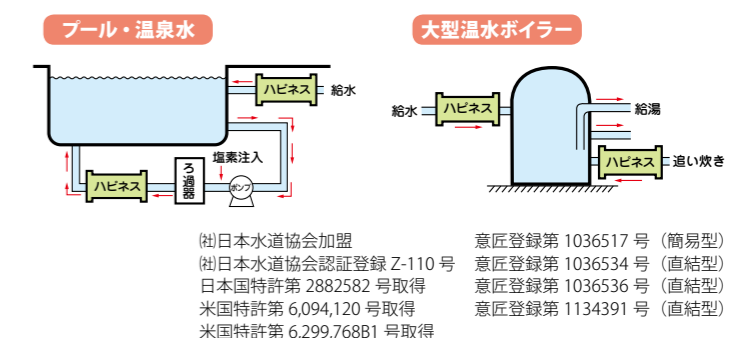 プール・温泉水
大型温水ボイラー
ハピネス
給水
塩素注入
ろ過器
ポンプ
ハピネス
給水
ハピネス
給湯
ハピネス
追い炊き
㈳日本水道協会加盟
㈳日本水道協会認証登録 Z-110 号
日本国特許第 2882582 号取得
米国特許第 6,094,120 号取得
米国特許第 6,299,768B1 号取得
意匠登録第 1036517 号（簡易型）
意匠登録第 1036534 号（直結型）
意匠登録第 1036536 号（直結型）
意匠登録第 1134391 号（直結型）